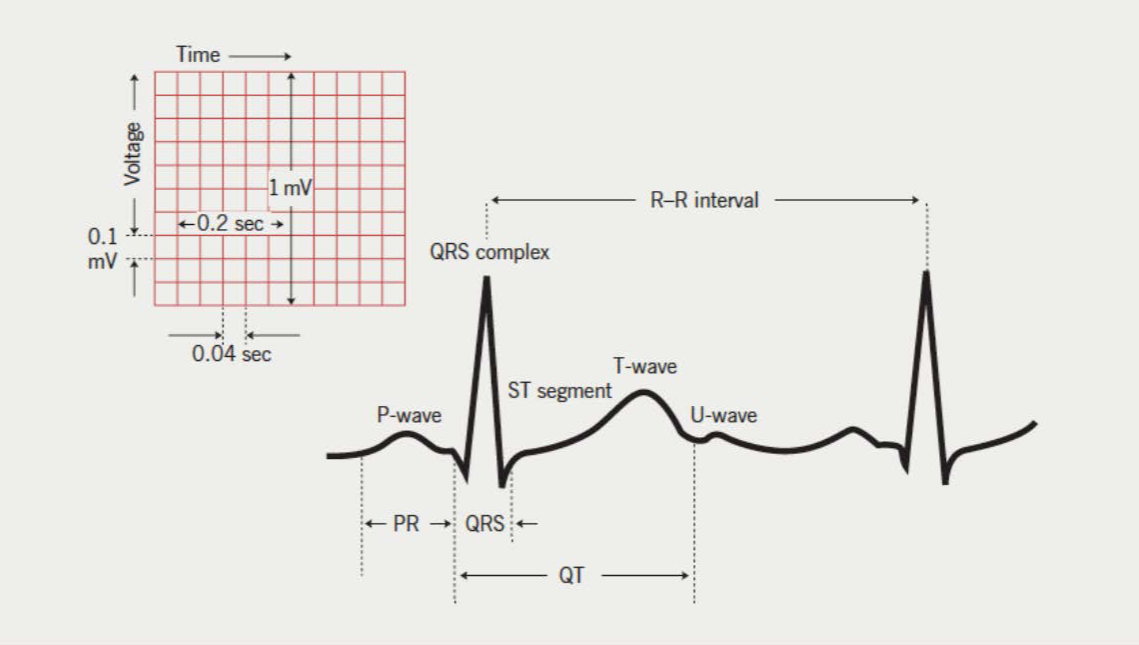 Time
Voltage
1 mV
0.2 sec
0.1
mV
0.04 sec
R–R interval
QRS complex
T-wave
ST segment
P-wave
U-wave
PR
QRS
QT